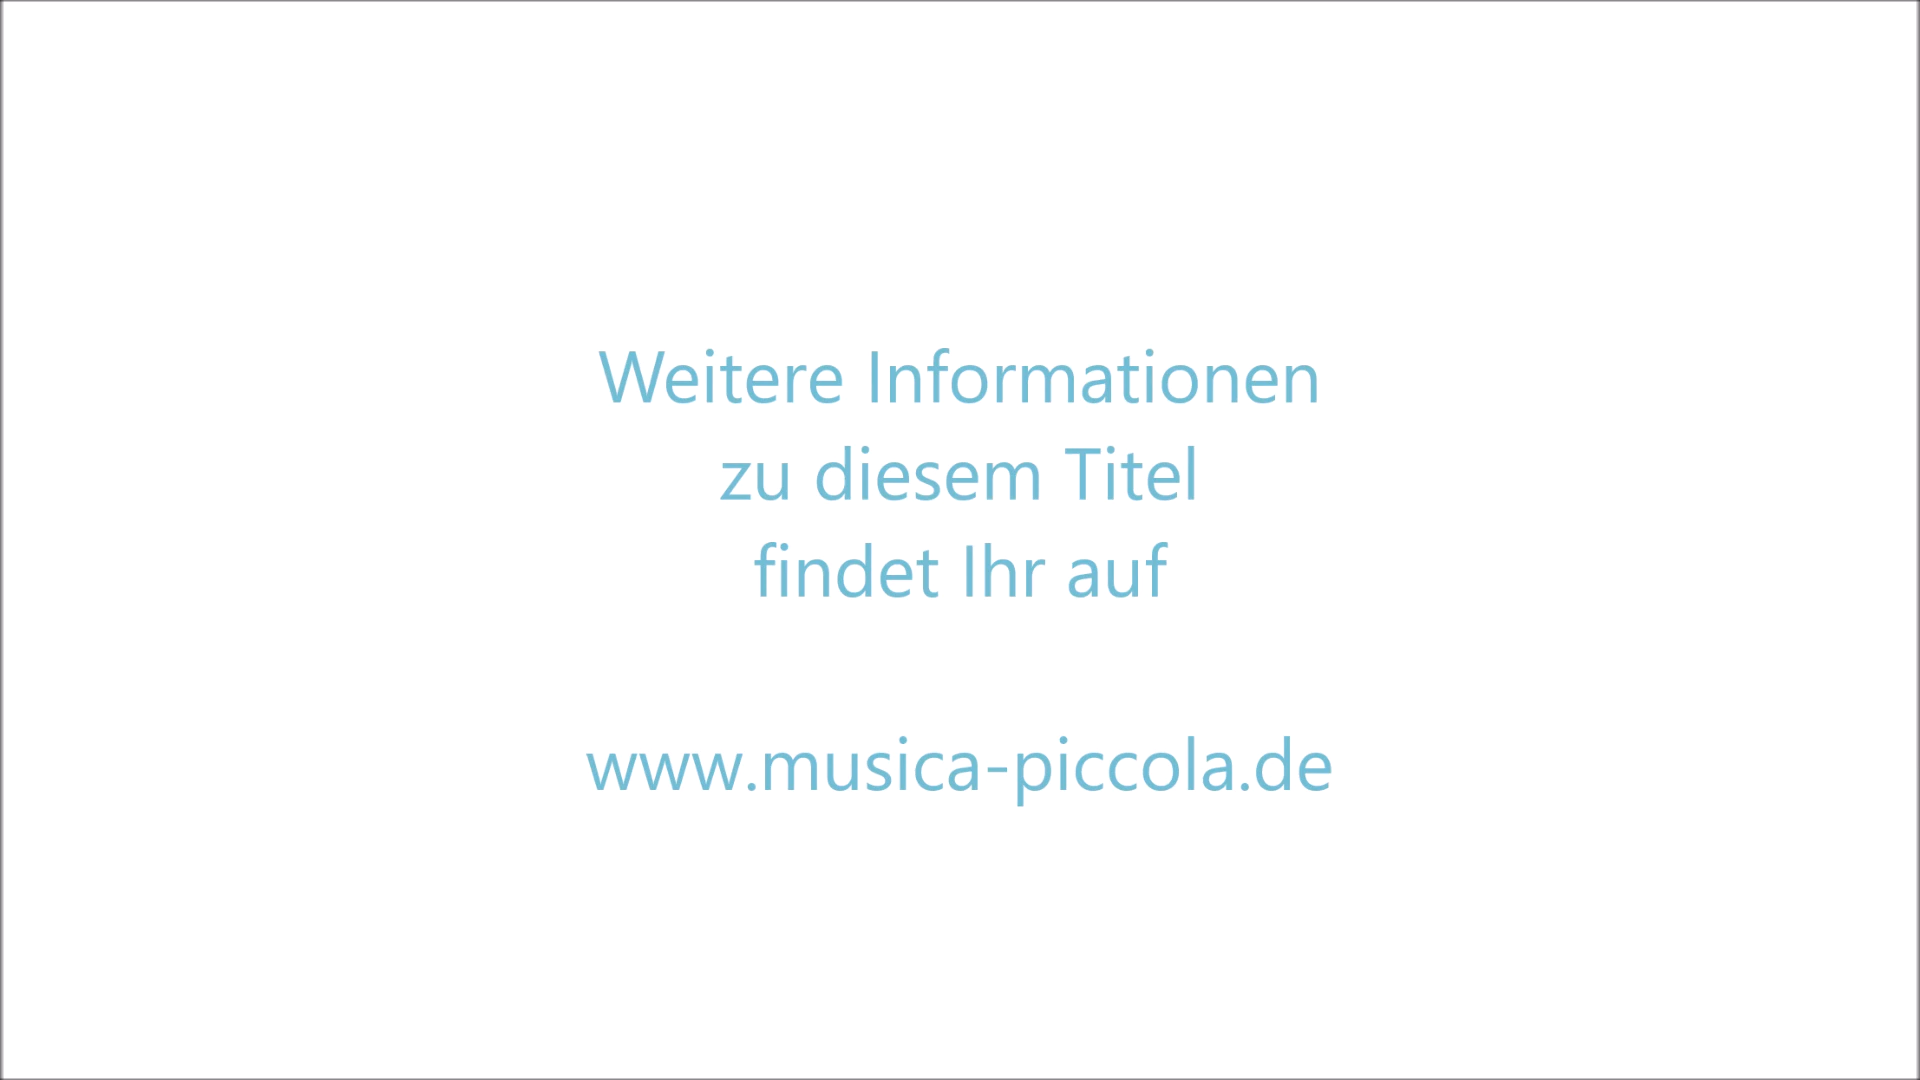 Weitere Informationen
zu diesem Titel
findet Ihr auf
www.musica-piccola.de